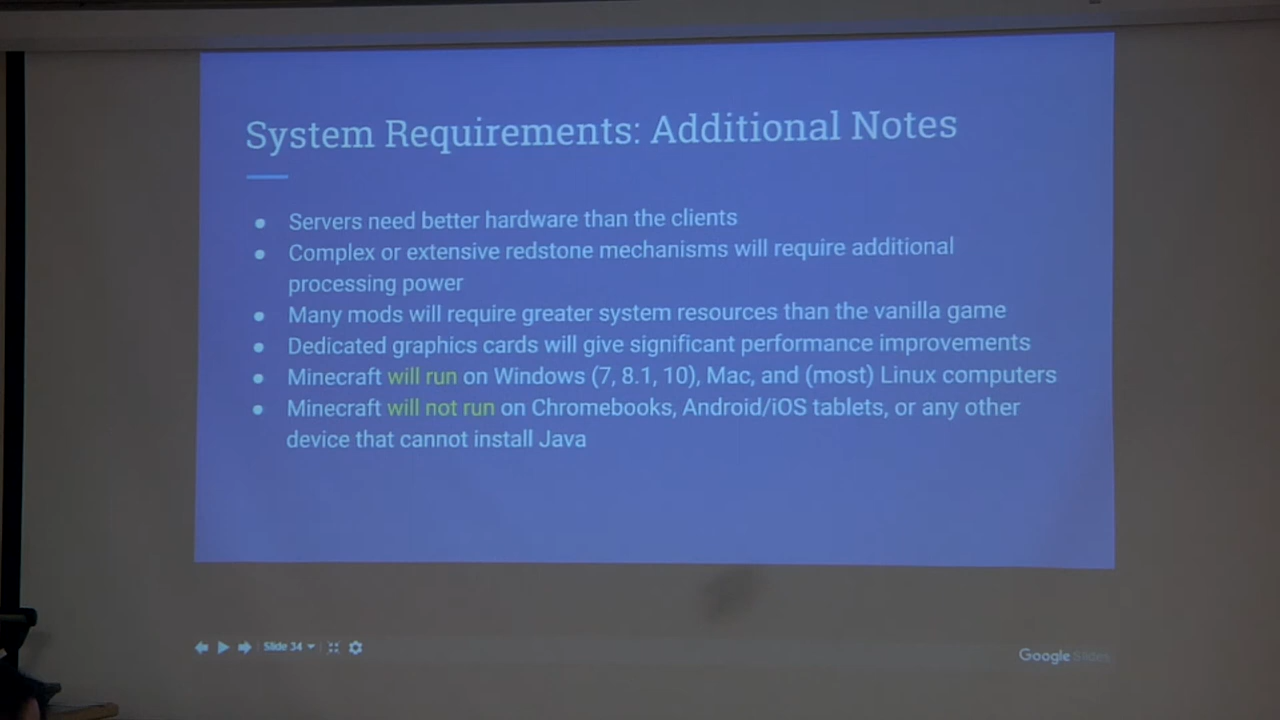 System Requirements: Additional Notes
● Servers need better hardware than the clients
● Complex or extensive redstone mechanisms will require additional
processing power
● Many mods will require greater system resources than the vanilla game
● Dedicated graphics cards will give significant performance improvements
● Minecraft will run on Windows (7, 8.1, 10), Mac, and (most) Linux computers
● Minecraft will not run on Chromebooks, Android/iOS tablets, or any other
device that cannot install Java
Slide 34
Google Slides